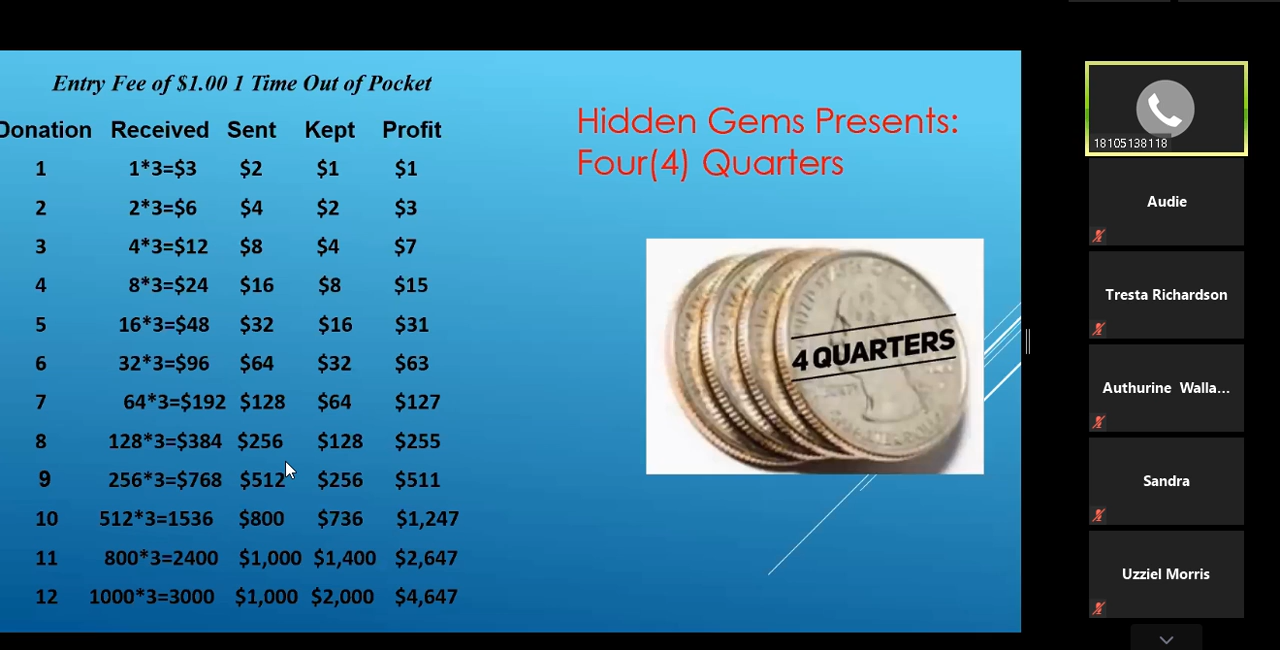 Entry Fee of $1.00 1 Time Out of Pocket
Donation Received Sent Kept Profit
1 1*3=$3 $2 $1 $1
2 2*3=$6 $4 $2 $3
3 4*3=$12 $8 $4 $7
4 8*3=$24 $16 $8 $15
5 16*3=$48 $32 $16 $31
6 32*3=$96 $64 $32 $63
7 64*3=$192 $128 $64 $127
8 128*3=$384 $256 $128 $255
9 256*3=$768 $512 $256 $511
10 512*3=1536 $800 $736 $1,247
11 800*3=2400 $1,000 $1,400 $2,647
12 1000*3=3000 $1,000 $2,000 $4,647
Hidden Gems Presents:
Four(4) Quarters
4 QUARTERS
18105138118
Audie
Tresta Richardson
Authurine Walla...
Sandra
Uzziel Morris